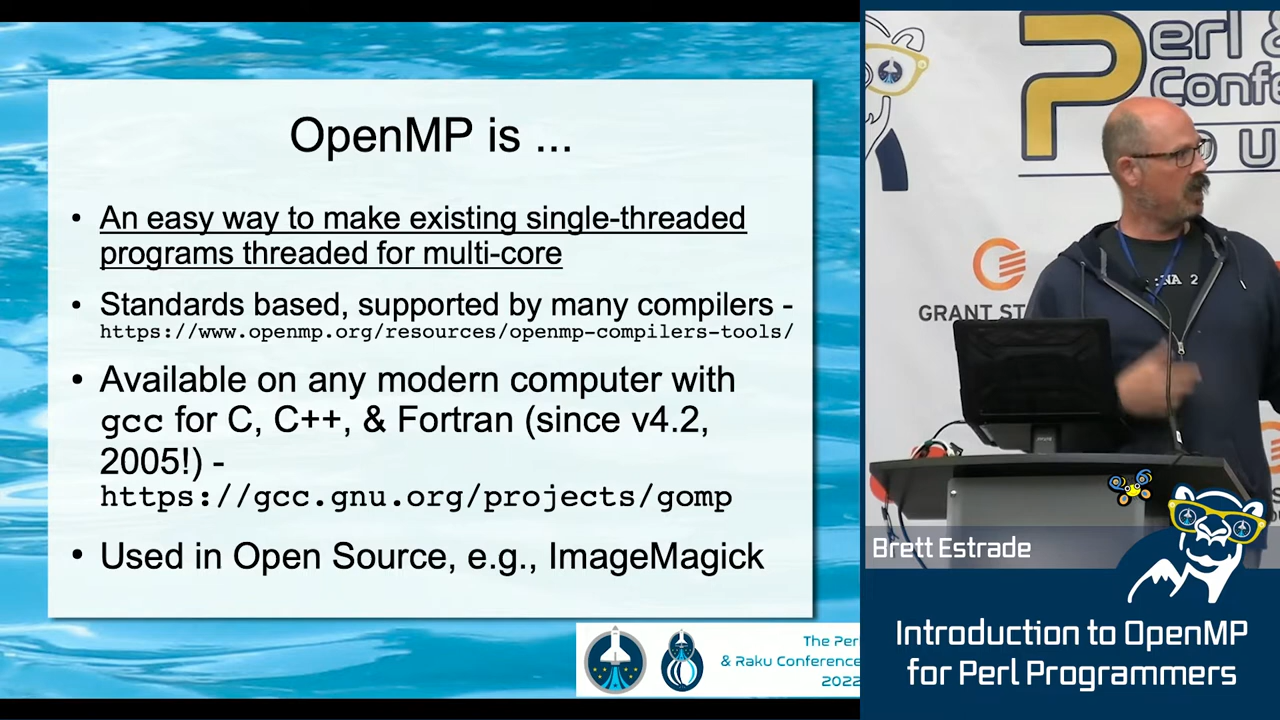 OpenMP is ...
• An easy way to make existing single-threaded
programs threaded for multi-core
• Standards based, supported by many compilers -
https://www.openmp.org/resources/openmp-compilers-tools/
• Available on any modern computer with
gcc for C, C++, & Fortran (since v4.2,
2005!) -
https://gcc.gnu.org/projects/gomp
• Used in Open Source, e.g., ImageMagick
The Per
& Raku Conference
2022
Perl &
Confe
GRANT ST
Brett Estrade
Introduction to OpenMP
for Perl Programmers